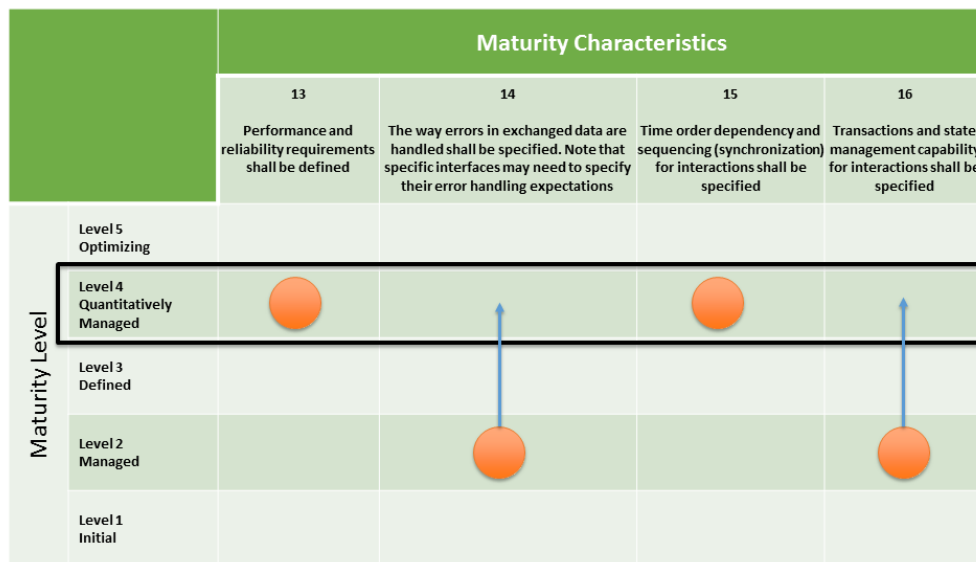 Maturity Characteristics
13
Performance and
reliability requirements
shall be defined
14
The way errors in exchanged data are
handled shall be specified. Note that
specific interfaces may need to specify
their error handling expectations
15
Time order dependency and
sequencing (synchronization)
for interactions shall be
specified
16
Transactions and state
management capability
for interactions shall be
specified
Maturity Level
Level 5
Optimizing
Level 4
Quantitatively
Managed
Level 3
Defined
Level 2
Managed
Level 1
Initial